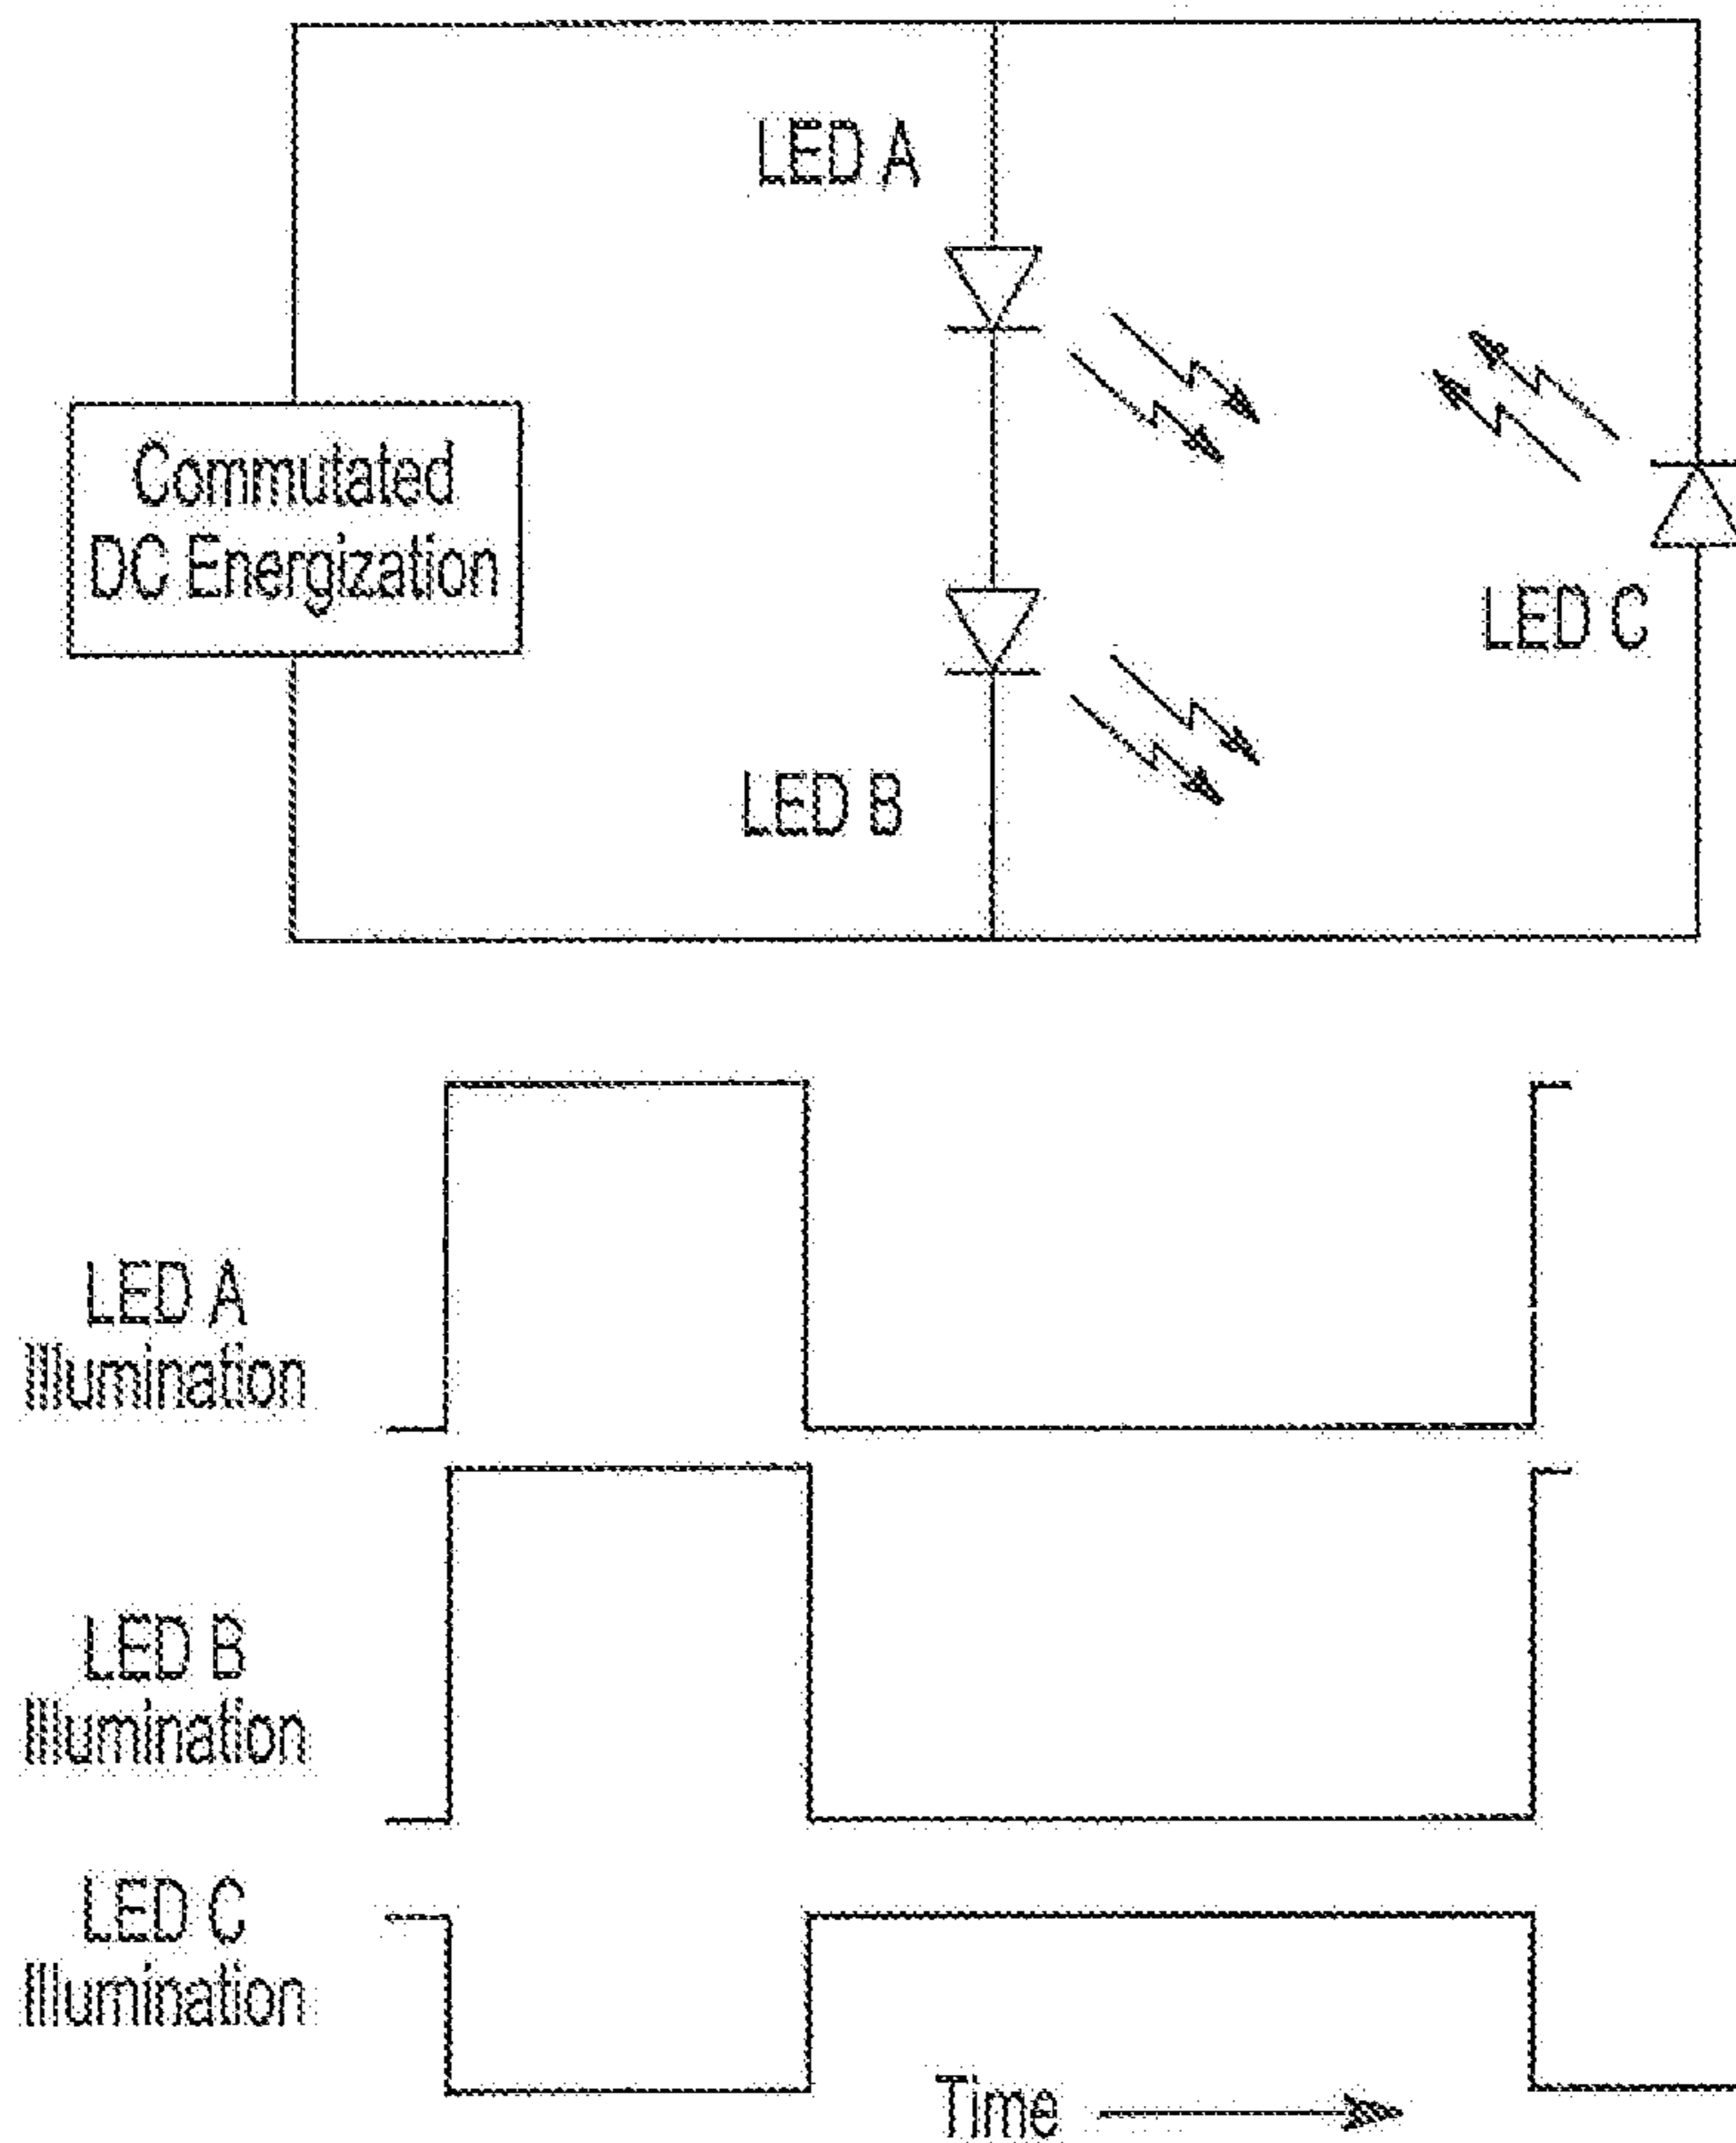 LED A
Commutated
DC Energization
LED C
LED B
LED A
Illumination
LED B
Illumination
LED C
Illumination
Time